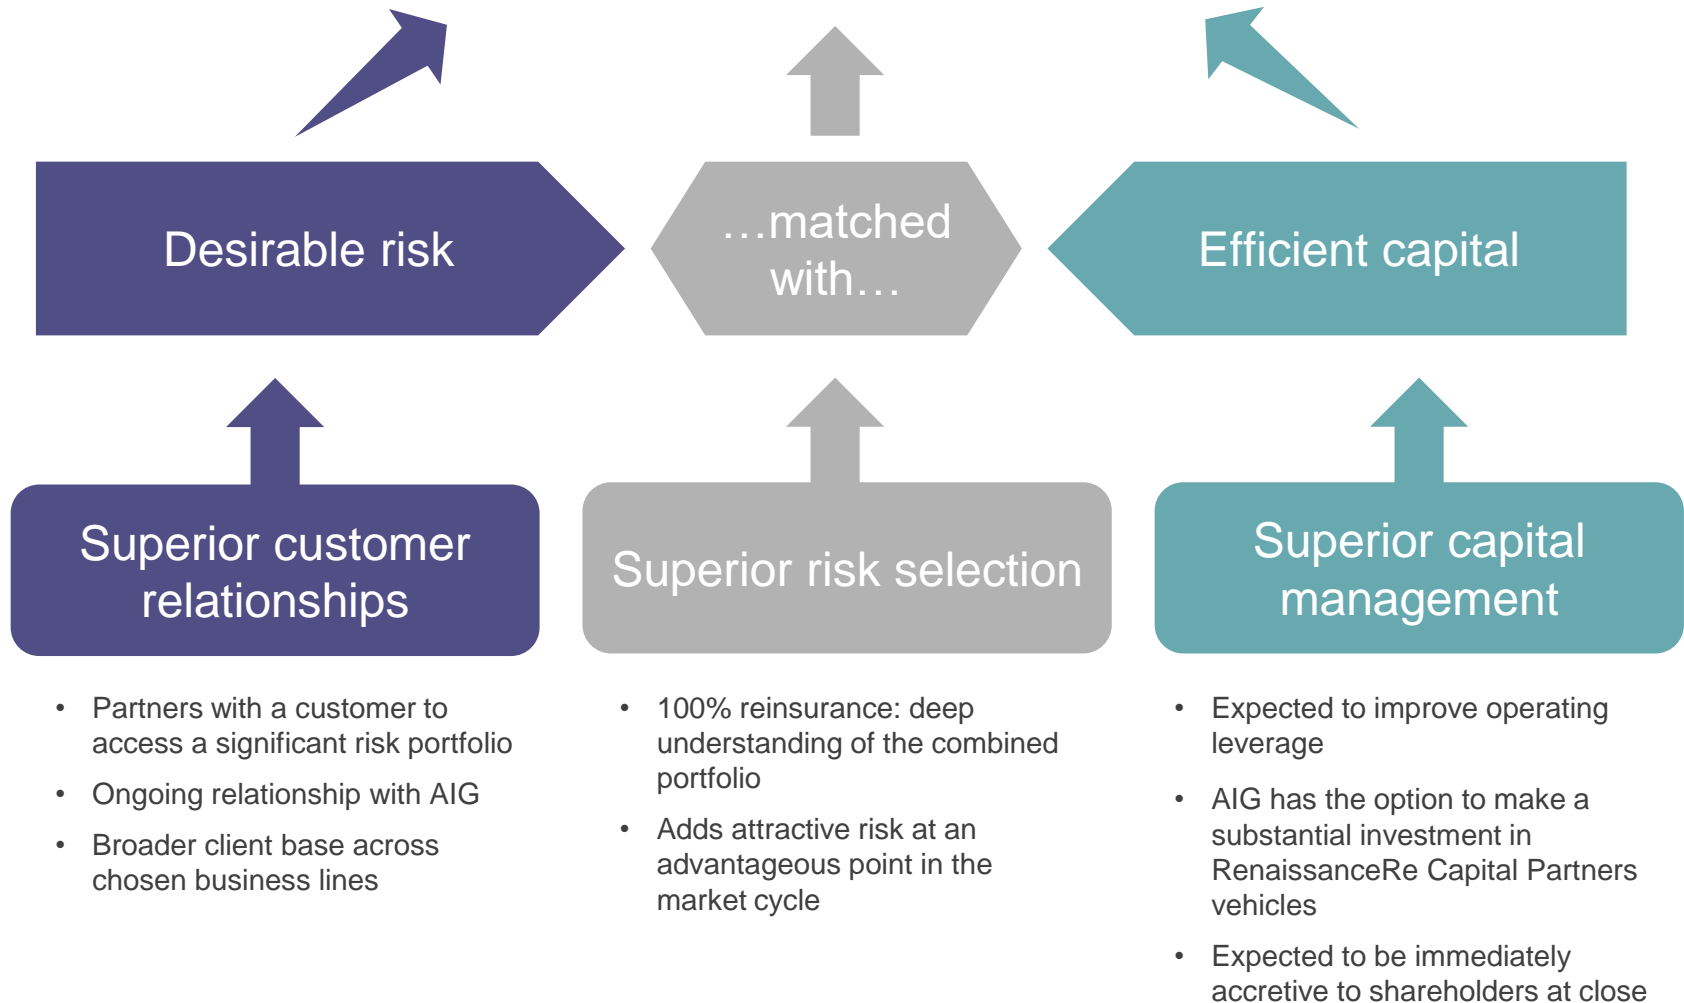 Desirable risk
…matched
with…
Efficient capital
Superior customer
relationships
Superior risk selection
Superior capital
management
• Partners with a customer to
access a significant risk portfolio
• Ongoing relationship with AIG
• Broader client base across
chosen business lines
• 100% reinsurance: deep
understanding of the combined
portfolio
• Adds attractive risk at an
advantageous point in the
market cycle
• Expected to improve operating
leverage
• AIG has the option to make a
substantial investment in
RenaissanceRe Capital Partners
vehicles
• Expected to be immediately
accretive to shareholders at close